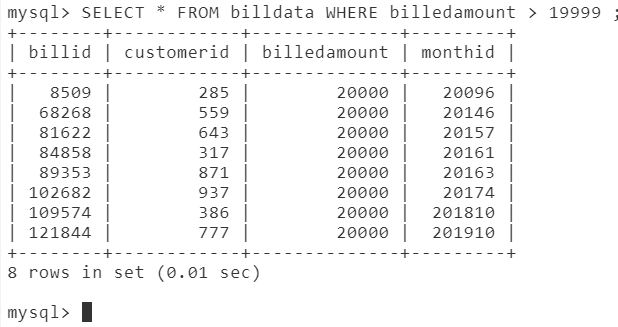 mysql> SELECT * FROM billdata WHERE billedamount > 19999 ;
+--------+------------+--------------+---------+
| billid | customerid | billedamount | monthid |
+--------+------------+--------------+---------+
|   8509 |        285 |        20000 |   20096 |
|  68268 |        559 |        20000 |   20146 |
|  81622 |        643 |        20000 |   20157 |
|  84858 |        317 |        20000 |   20161 |
|  89353 |        871 |        20000 |   20163 |
| 102682 |        937 |        20000 |   20174 |
| 109574 |        386 |        20000 |  201810 |
| 121844 |        777 |        20000 |  201910 |
+--------+------------+--------------+---------+
8 rows in set (0.01 sec)
mysql>